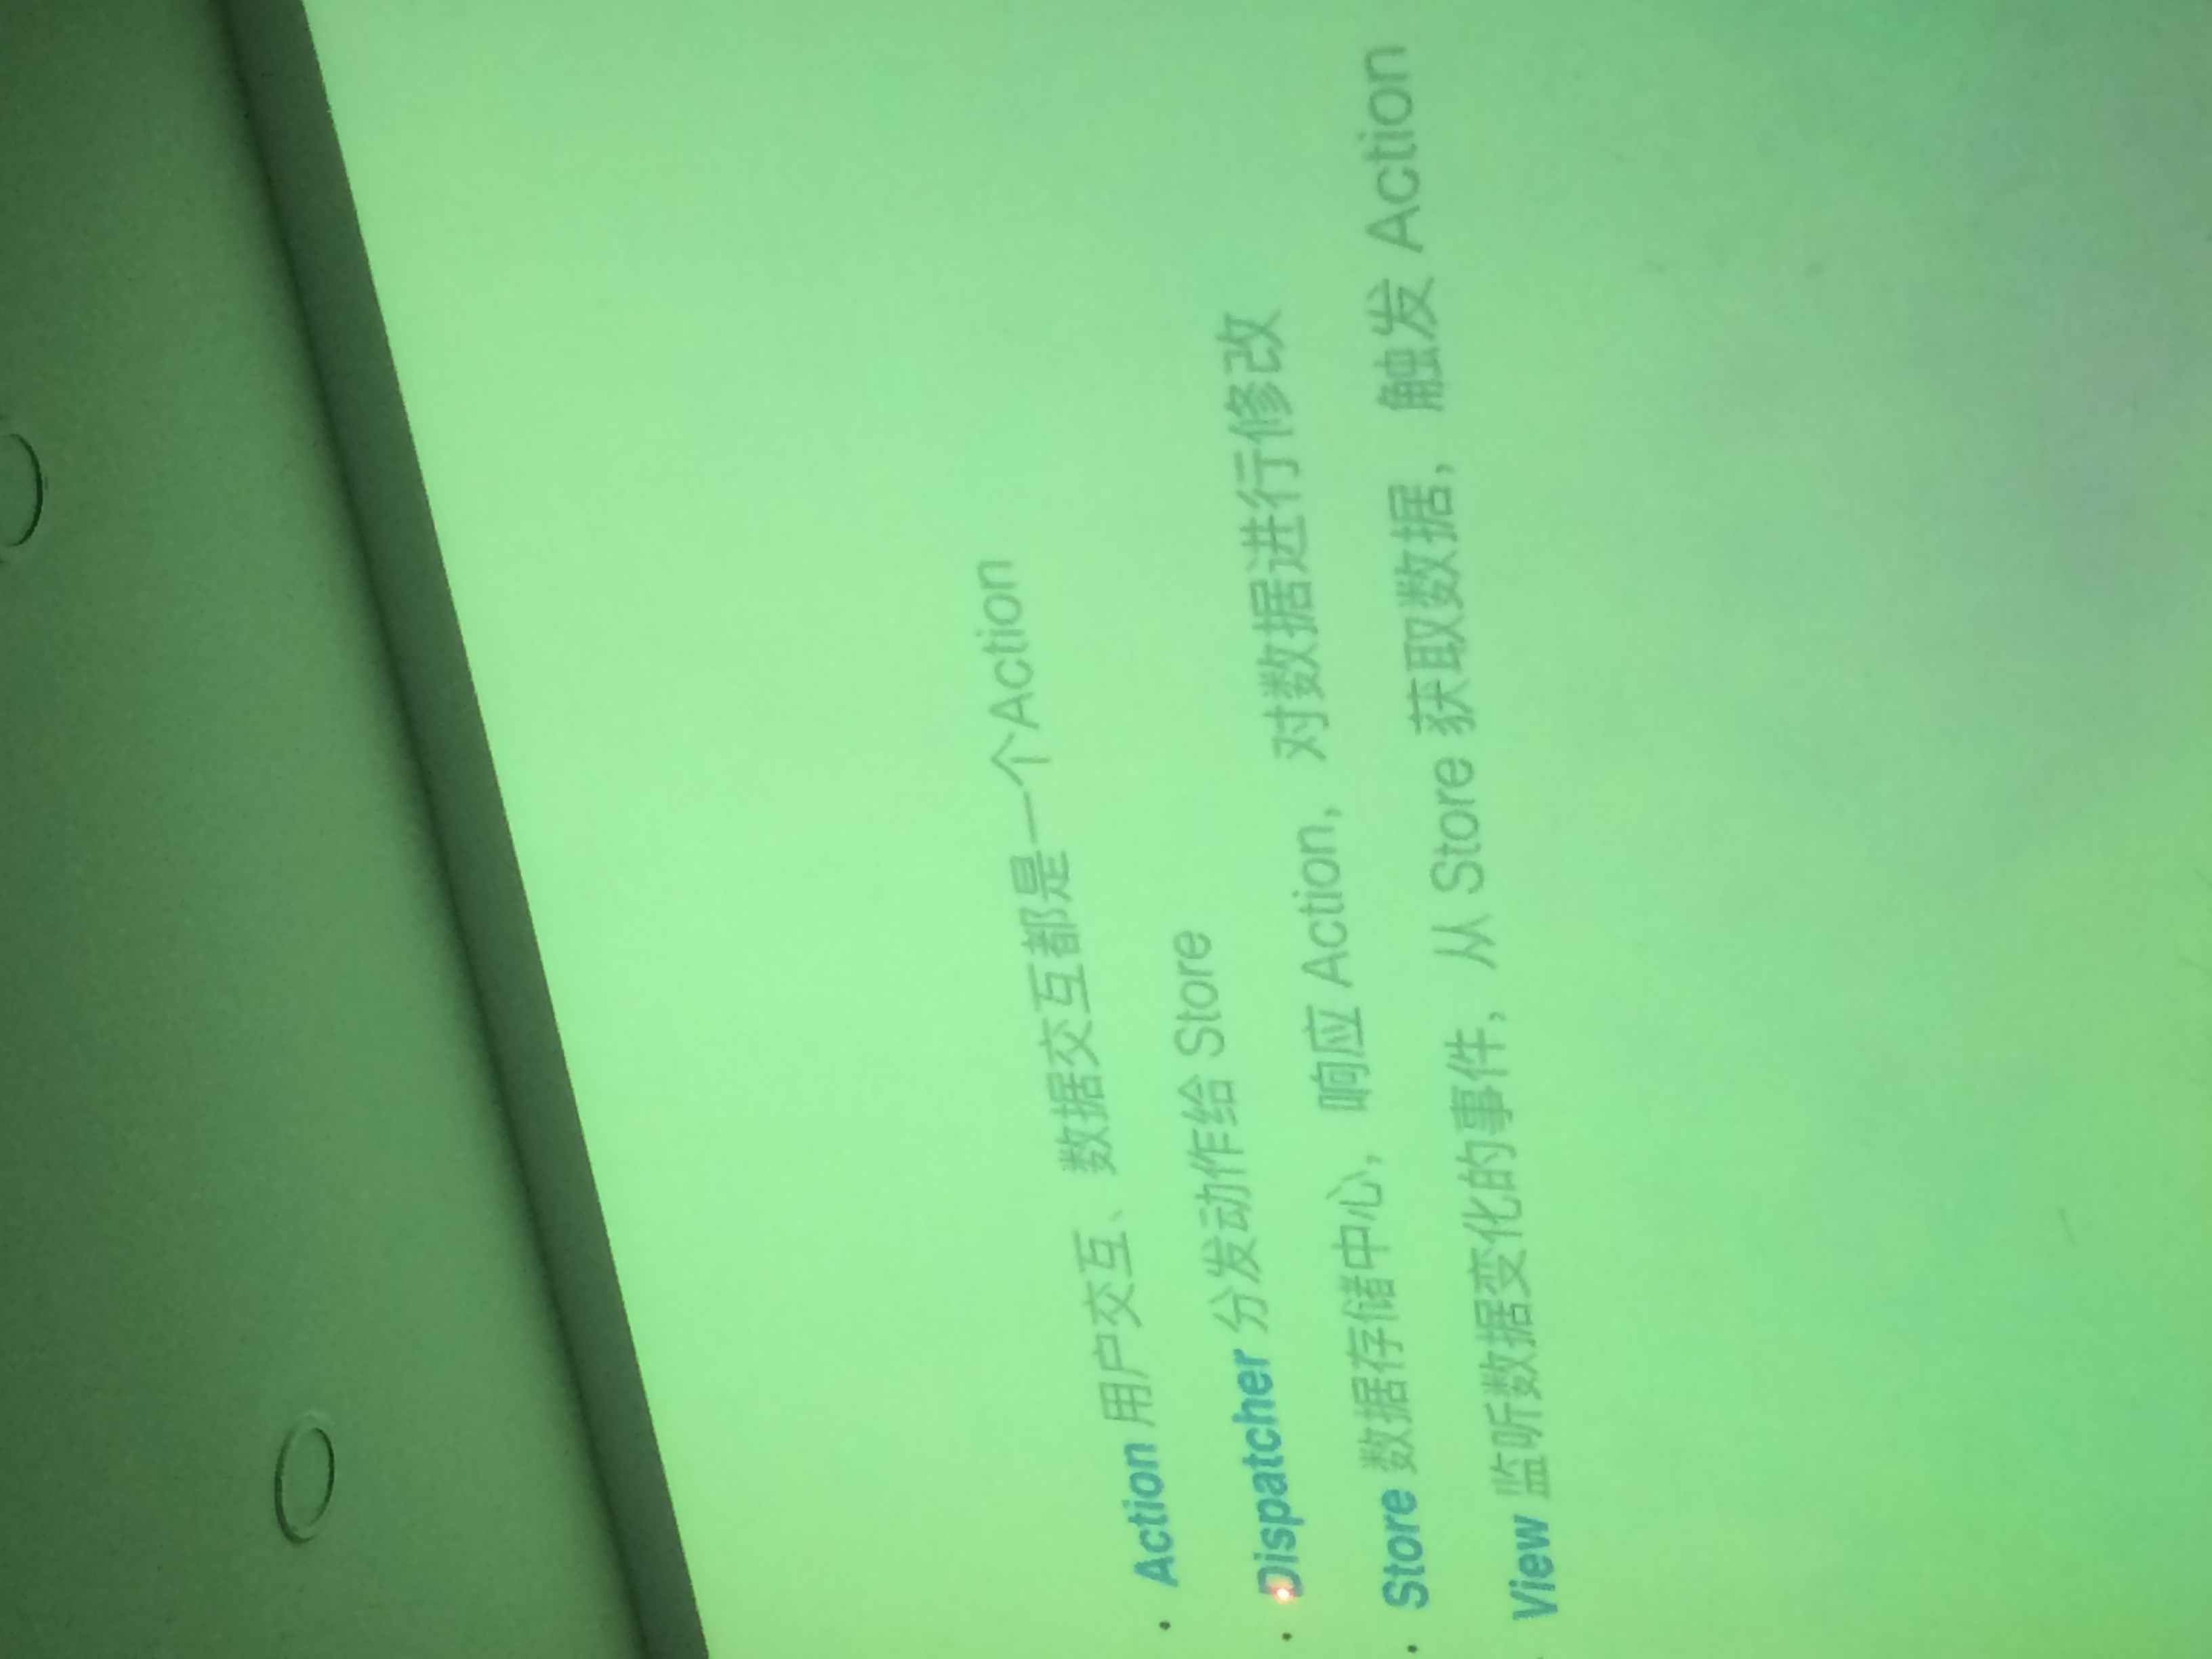 · Action 用户交互、数据交互都是一个Action
· Dispatcher 分发动作给 Store
· Store 数据存储中心，响应 Action，对数据进行修改
· View 监听数据变化的事件，从 Store 获取数据，触发 Action